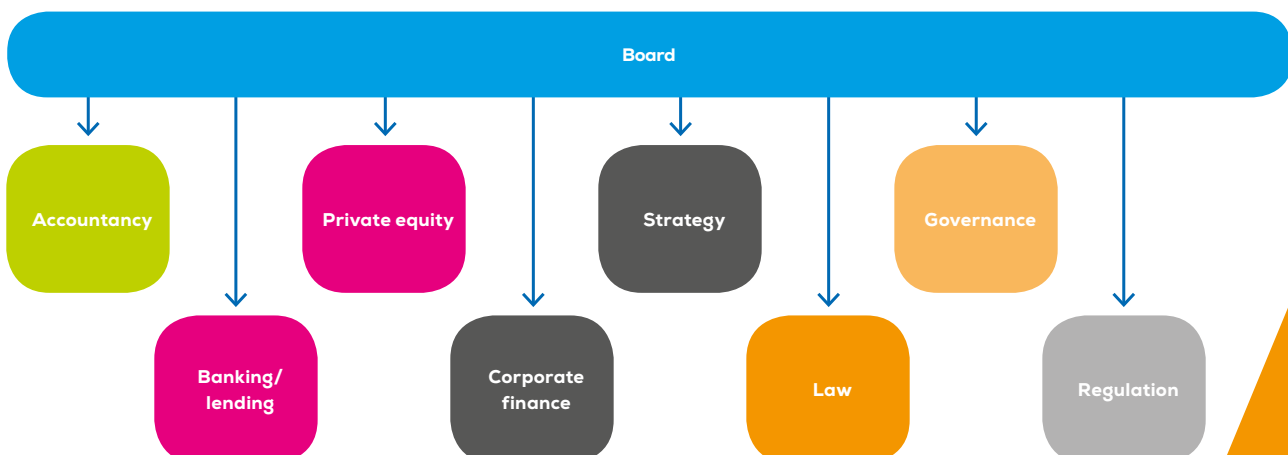 Board
Accountancy
Private equity
Strategy
Governance
Banking/
lending
Corporate
finance
Law
Regulation